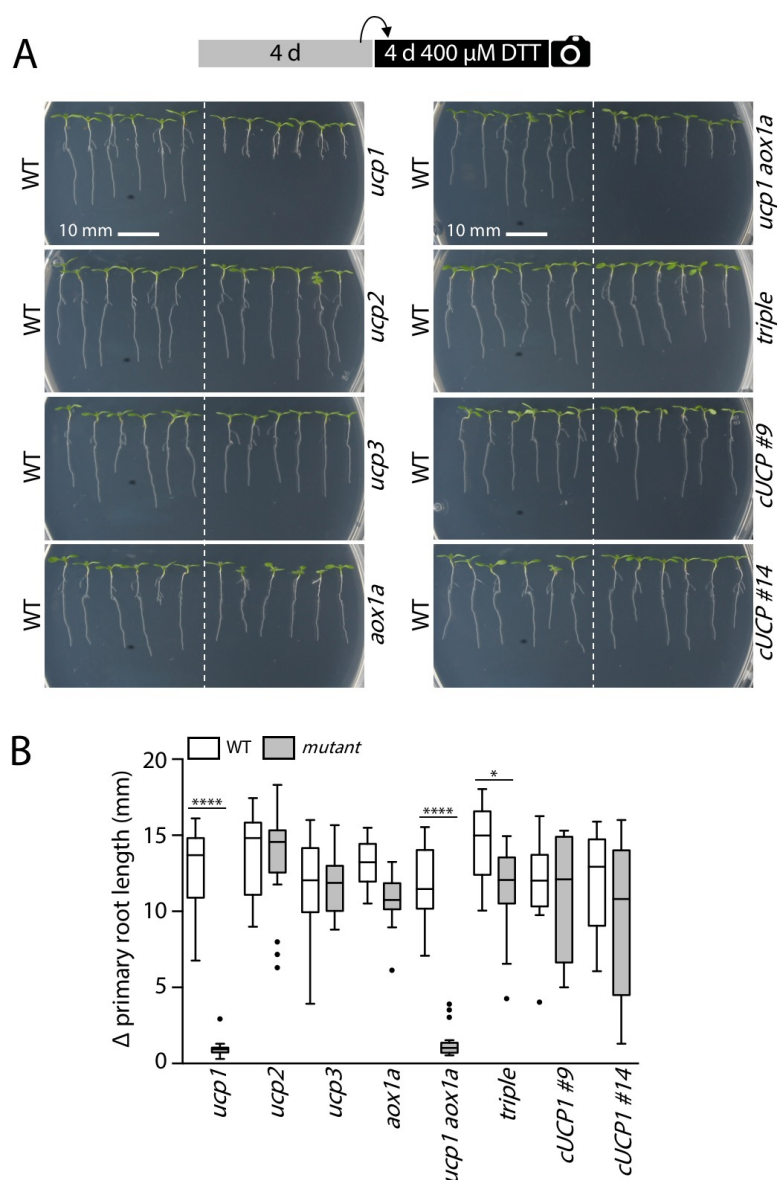 A
4 d
4 d 400 µM DTT
WT
ucp1
10 mm
WT
ucp1 aox1a
10 mm
WT
ucp2
WT
triple
WT
ucp3
WT
cUCP #9
WT
aox1a
WT
cUCP #14
B
WT
mutant
Δ primary root length (mm)
20
15
10
5
0
****
****
*
ucp1
ucp2
ucp3
aox1a
ucp1 aox1a
triple
cUCP1 #9
cUCP1 #14